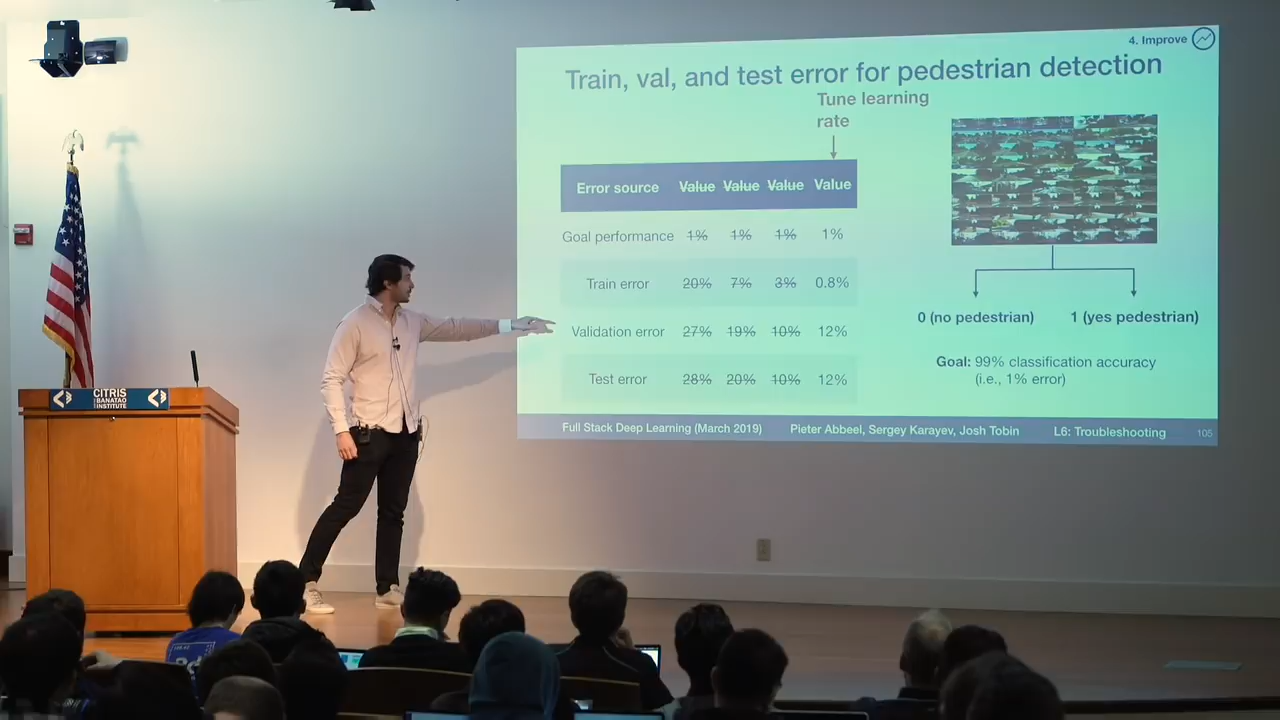 4. Improve
Train, val, and test error for pedestrian detection
Tune learning
rate
Error source Value Value Value Value
Goal performance 1% 1% 1% 1%
Train error 20% 7% 3% 0.8%
Validation error 27% 19% 10% 12%
Test error 28% 20% 10% 12%
0 (no pedestrian) 1 (yes pedestrian)
Goal: 99% classification accuracy
(i.e., 1% error)
Full Stack Deep Learning (March 2019) Pieter Abbeel, Sergey Karayev, Josh Tobin L6: Troubleshooting 105
CITRIS
BANATAO
INSTITUTE